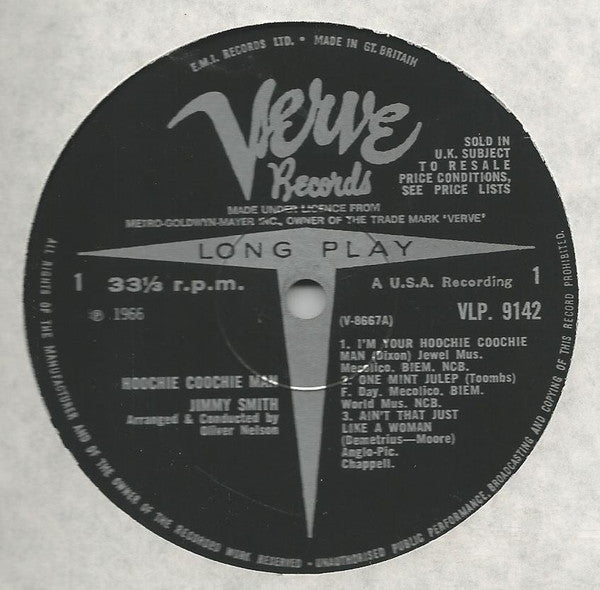 E.M.I. RECORDS LTD. • MADE IN GT. BRITAIN
Verve
Records
SOLD IN
U.K. SUBJECT
TO RESALE
PRICE CONDITIONS,
SEE PRICE LISTS
MADE UNDER LICENCE FROM
METRO-GOLDWYN-MAYER INC., OWNER OF THE TRADE MARK "VERVE"
LONG PLAY
1 33⅓ r.p.m.
A U.S.A. Recording 1
℗ 1966
VLP. 9142
(V-8667A)
HOOCHIE COOCHIE MAN
JIMMY SMITH
Arranged & Conducted by
Oliver Nelson
1. I'M YOUR HOOCHIE COOCHIE
MAN (Dixon) Jewel Mus.
Mecolico. BIEM. NCB.
2. ONE MINT JULEP (Toombs)
F. Day. Mecolico. BIEM.
World Mus. NCB.
3. AIN'T THAT JUST
LIKE A WOMAN
(Demetrius—Moore)
Anglo-Pic.
Chappell.
ALL RIGHTS OF THE MANUFACTURER AND OF THE OWNER OF THE RECORDED WORK RESERVED • UNAUTHORISED PUBLIC PERFORMANCE, BROADCASTING AND COPYING OF THIS RECORD PROHIBITED.